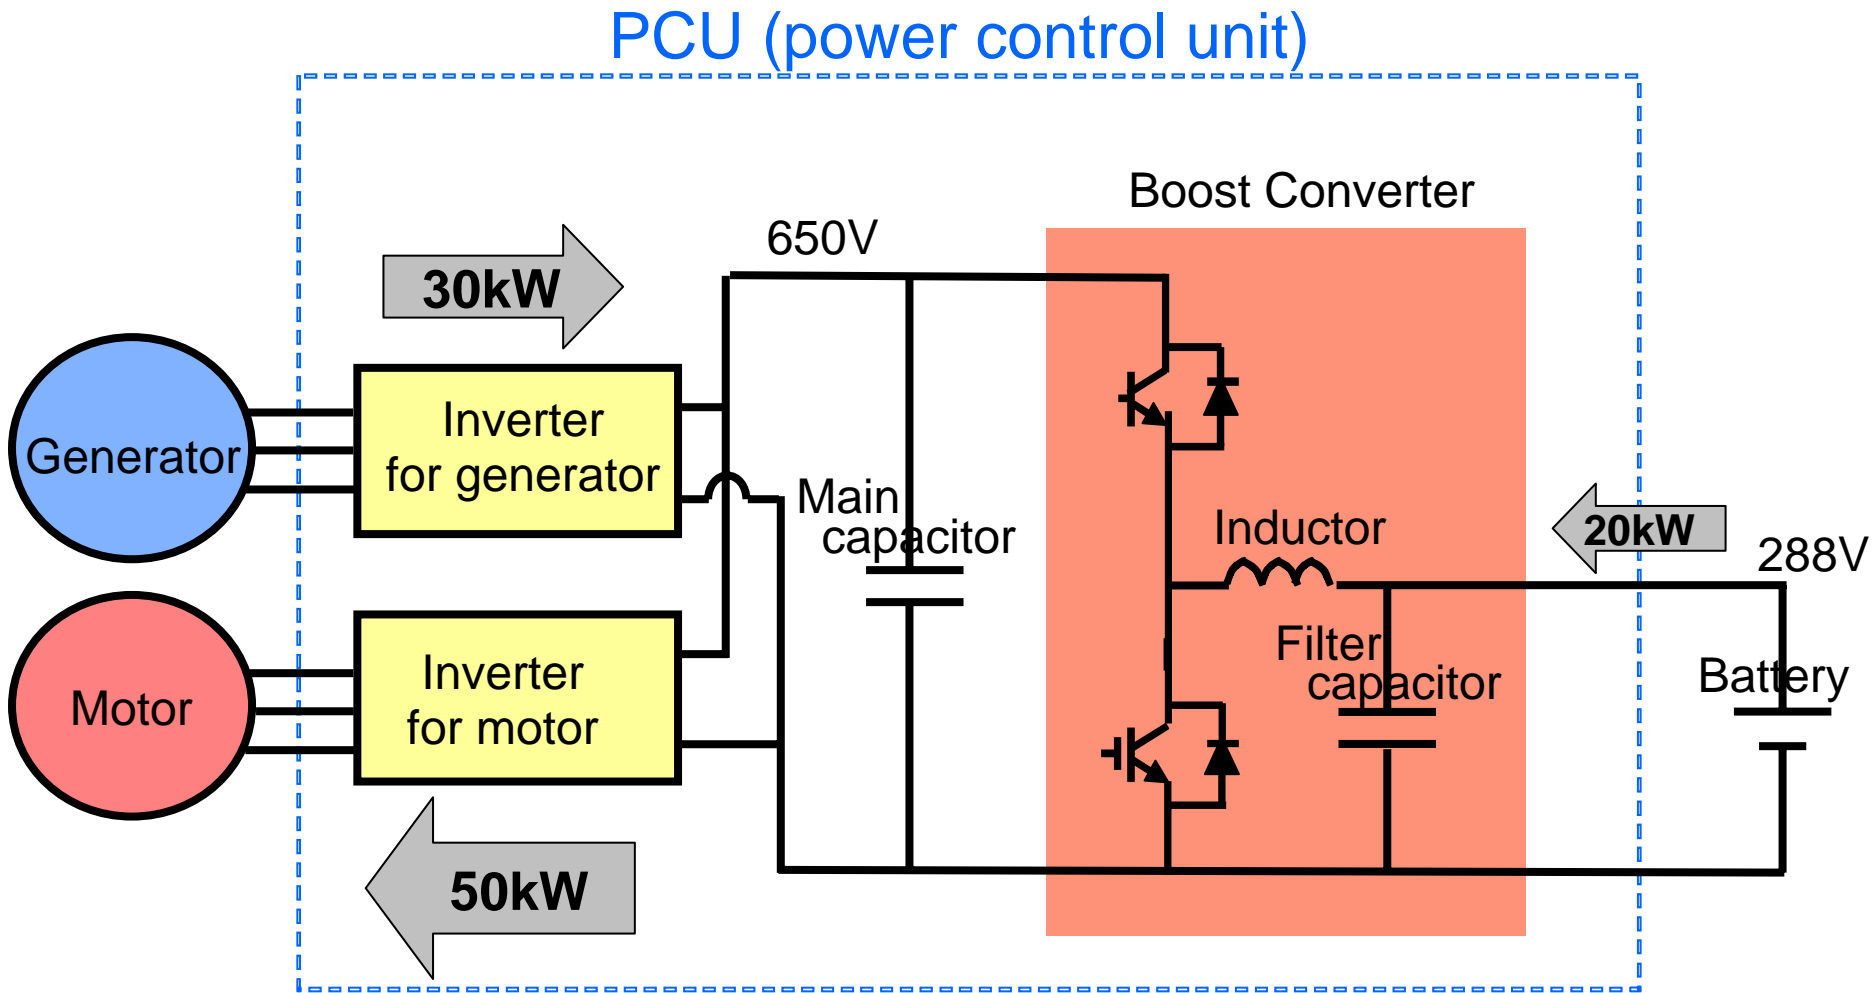 PCU (power control unit)
Boost Converter
650V
30kW
Generator
Inverter
for generator
Main
capacitor
Inductor
20kW
288V
Filter
capacitor
Battery
Motor
Inverter
for motor
50kW